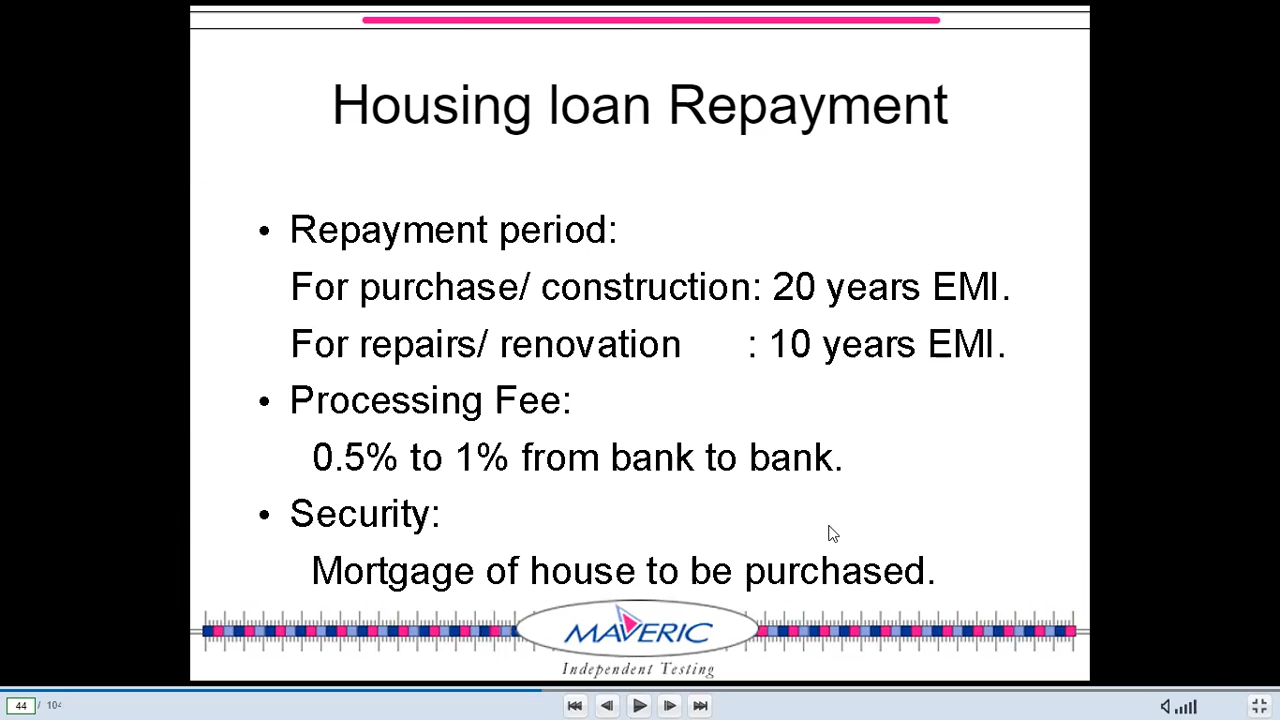 Housing loan Repayment
• Repayment period:
For purchase/ construction: 20 years EMI.
For repairs/ renovation : 10 years EMI.
• Processing Fee:
0.5% to 1% from bank to bank.
• Security:
Mortgage of house to be purchased.
MAVERIC
Independent Testing
44 / 104